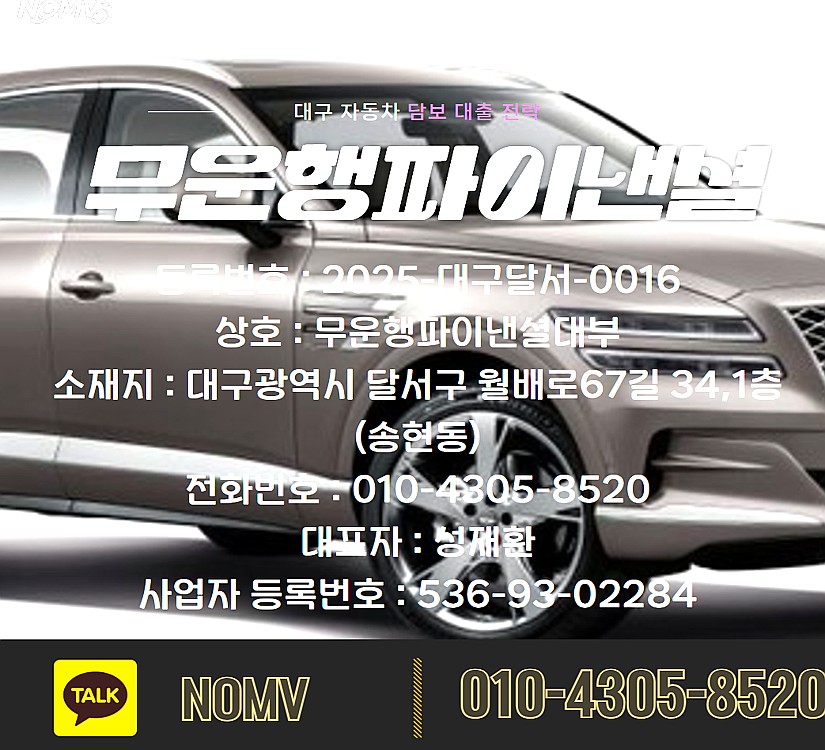 NOMV
대구 자동차 담보 대출 전략
무운행파이낸셜
등록번호 : 2025-대구달서-0016
상호 : 무운행파이낸셜대부
소재지 : 대구광역시 달서구 월배로67길 34,1층
(송현동)
전화번호 : 010-4305-8520
대표자 : 성재환
사업자 등록번호 : 536-93-02284
TALK
NOMV
010-4305-8520